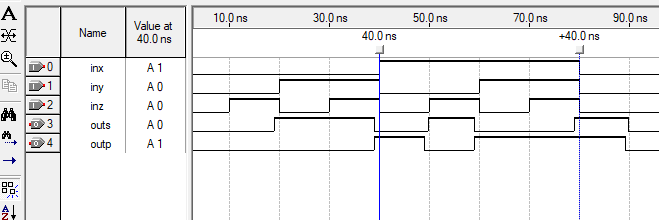 A
Name
Value at
40.0 ns
10.0 ns 30.0 ns 50.0 ns 70.0 ns 90.0 ns
40.0 ns +40.0 ns
0 inx A 1
1 iny A 0
2 inz A 0
3 outs A 0
4 outp A 1
A
Z